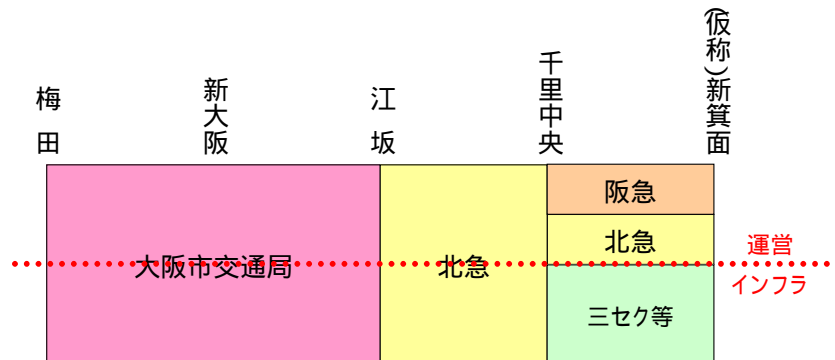 梅田
新大阪
江坂
千里中央
(仮称)新箕面
阪急
北急
運営
大阪市交通局
北急
インフラ
三セク等